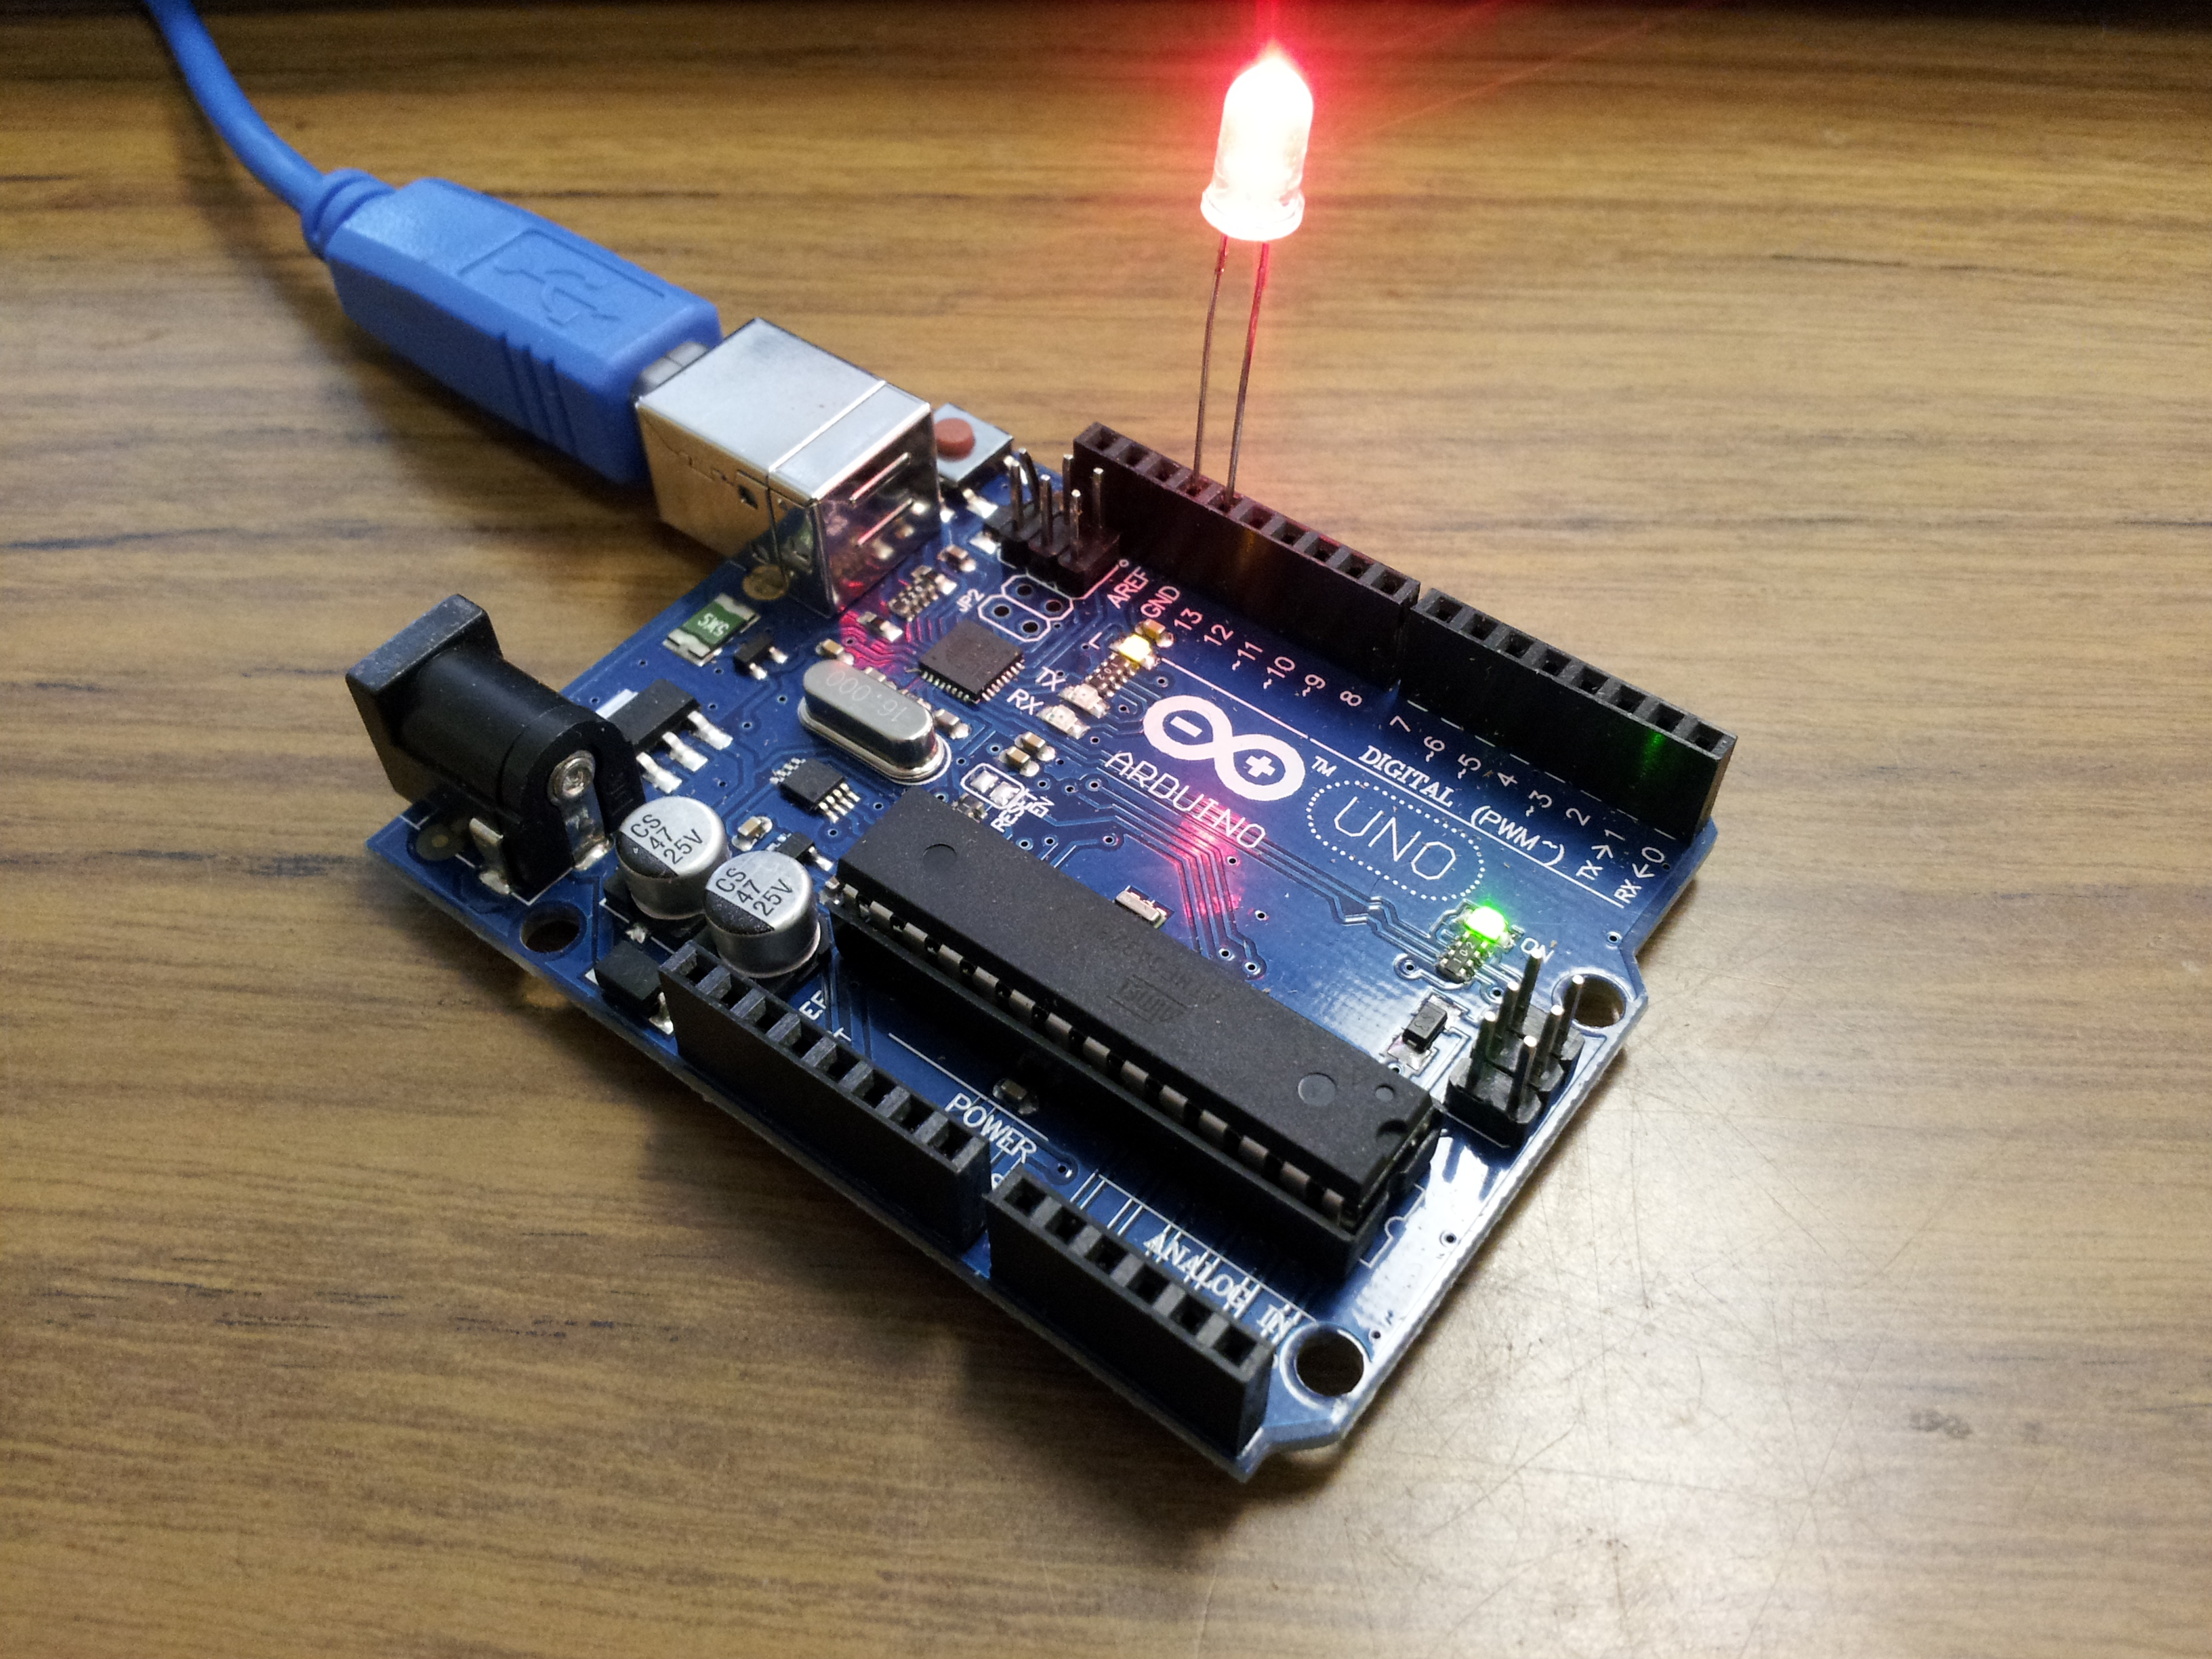 AREF
GND
13
12
~11
~10
~9
8
7
~6
~5
4
~3
2
TX→1
RX←0
L
TX
RX
JP2
5K5
16.000
™
ARDUINO
UNO
DIGITAL (PWM~)
ON
CS
47
25V
CS
47
25V
EF
POWER
ANALOG IN